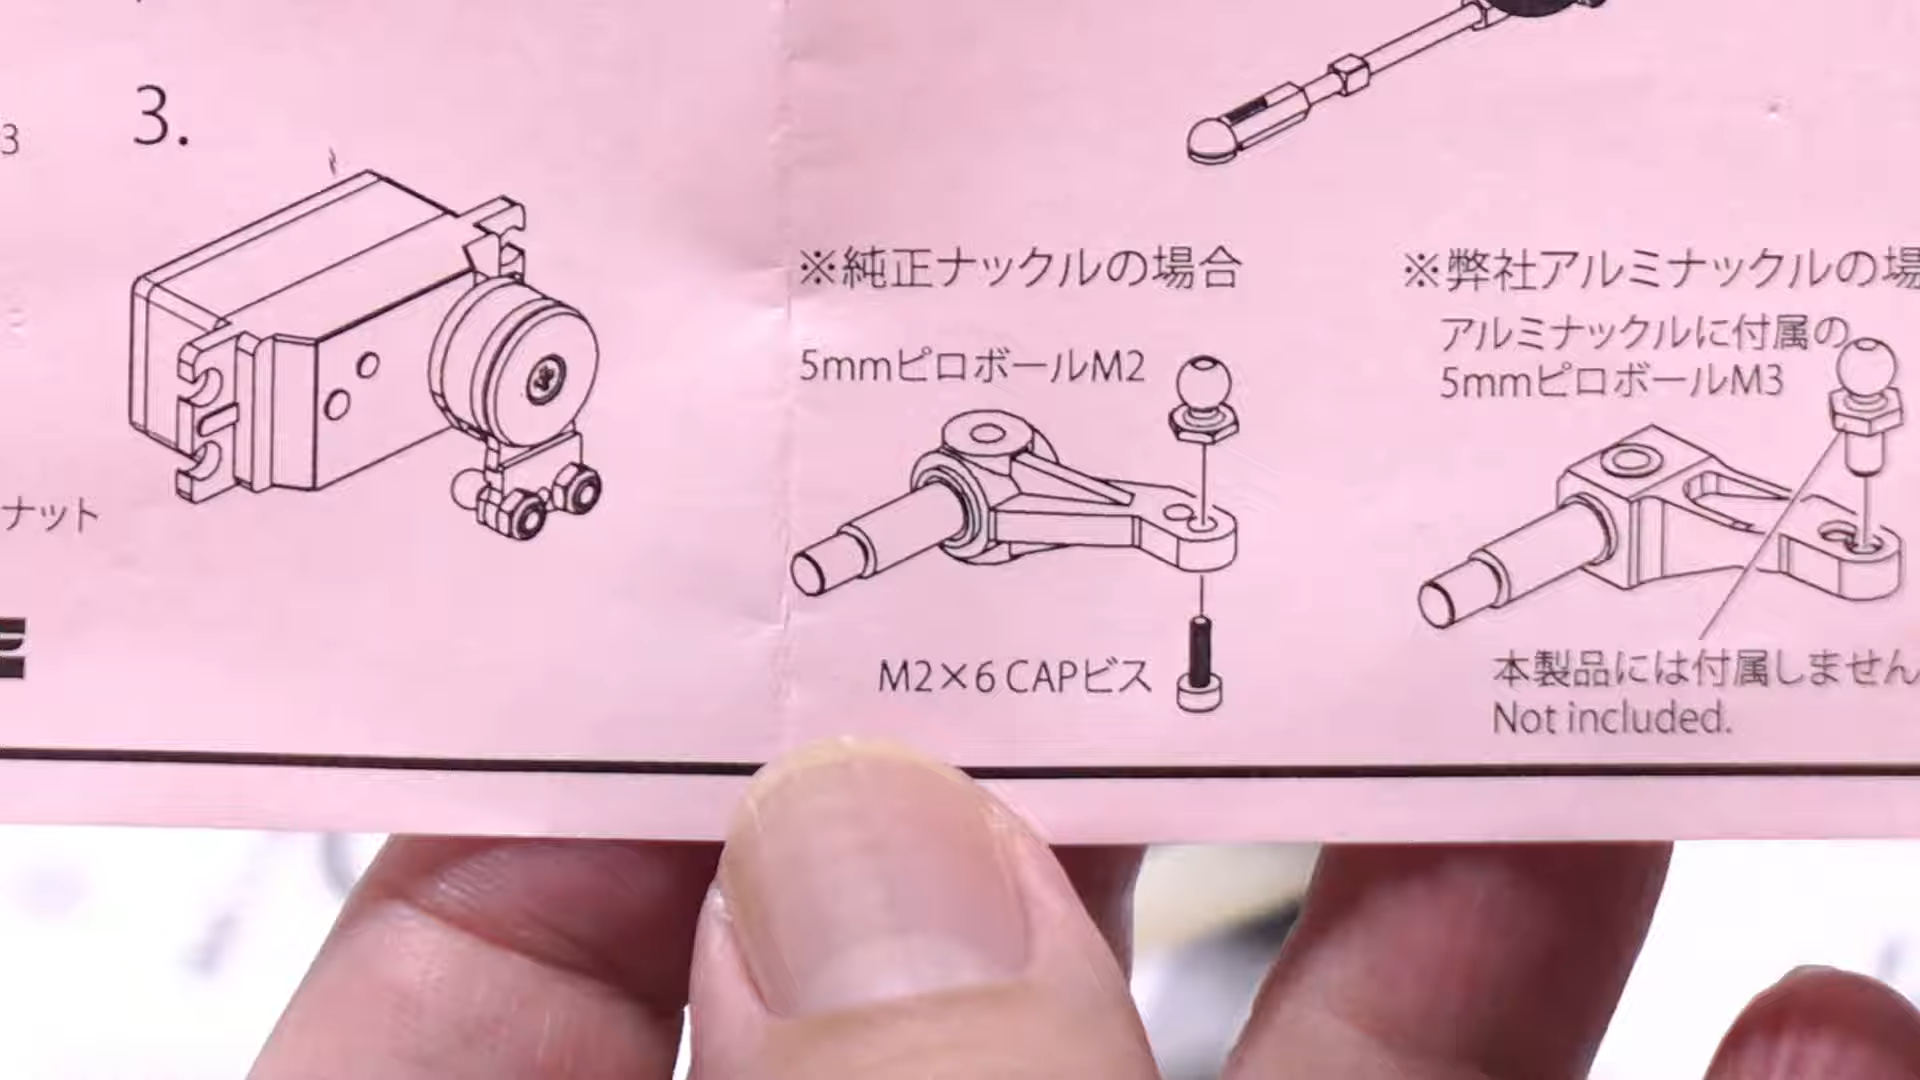 3
3.
ナット
※純正ナックルの場合
5mmピロボールM2
M2×6 CAPビス
※弊社アルミナックルの場
アルミナックルに付属の
5mmピロボールM3
本製品には付属しません
Not included.